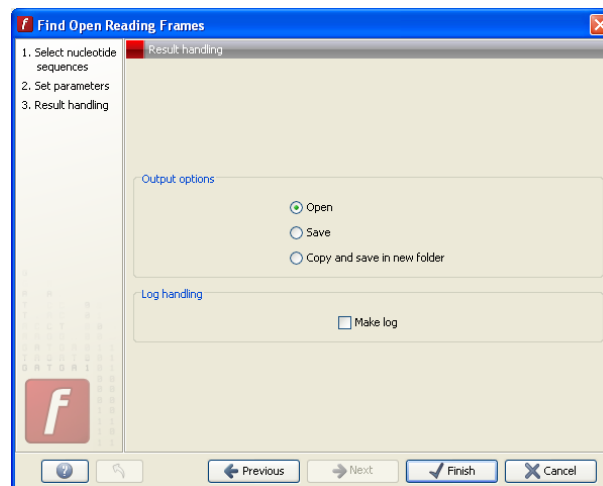 Find Open Reading Frames
1. Select nucleotide
sequences
2. Set parameters
3. Result handling
Result handling
Output options
Open
Save
Copy and save in new folder
Log handling
Make log
Previous
Next
Finish
Cancel